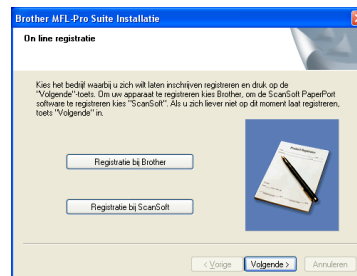 Brother MFL-Pro Suite Installatie
On line registratie
Kies het bedrijf waarbij u zich wilt laten inschrijven registreren en druk op de
"Volgende"-toets. Om uw apparaat te registreren kies Brother, om de ScanSoft PaperPort
software te registreren kies "ScanSoft". Als u zich liever niet op dit moment laat registreren,
toets "Volgende" in.
Registratie bij Brother
Registratie bij ScanSoft
< Vorige
Volgende >
Annuleren